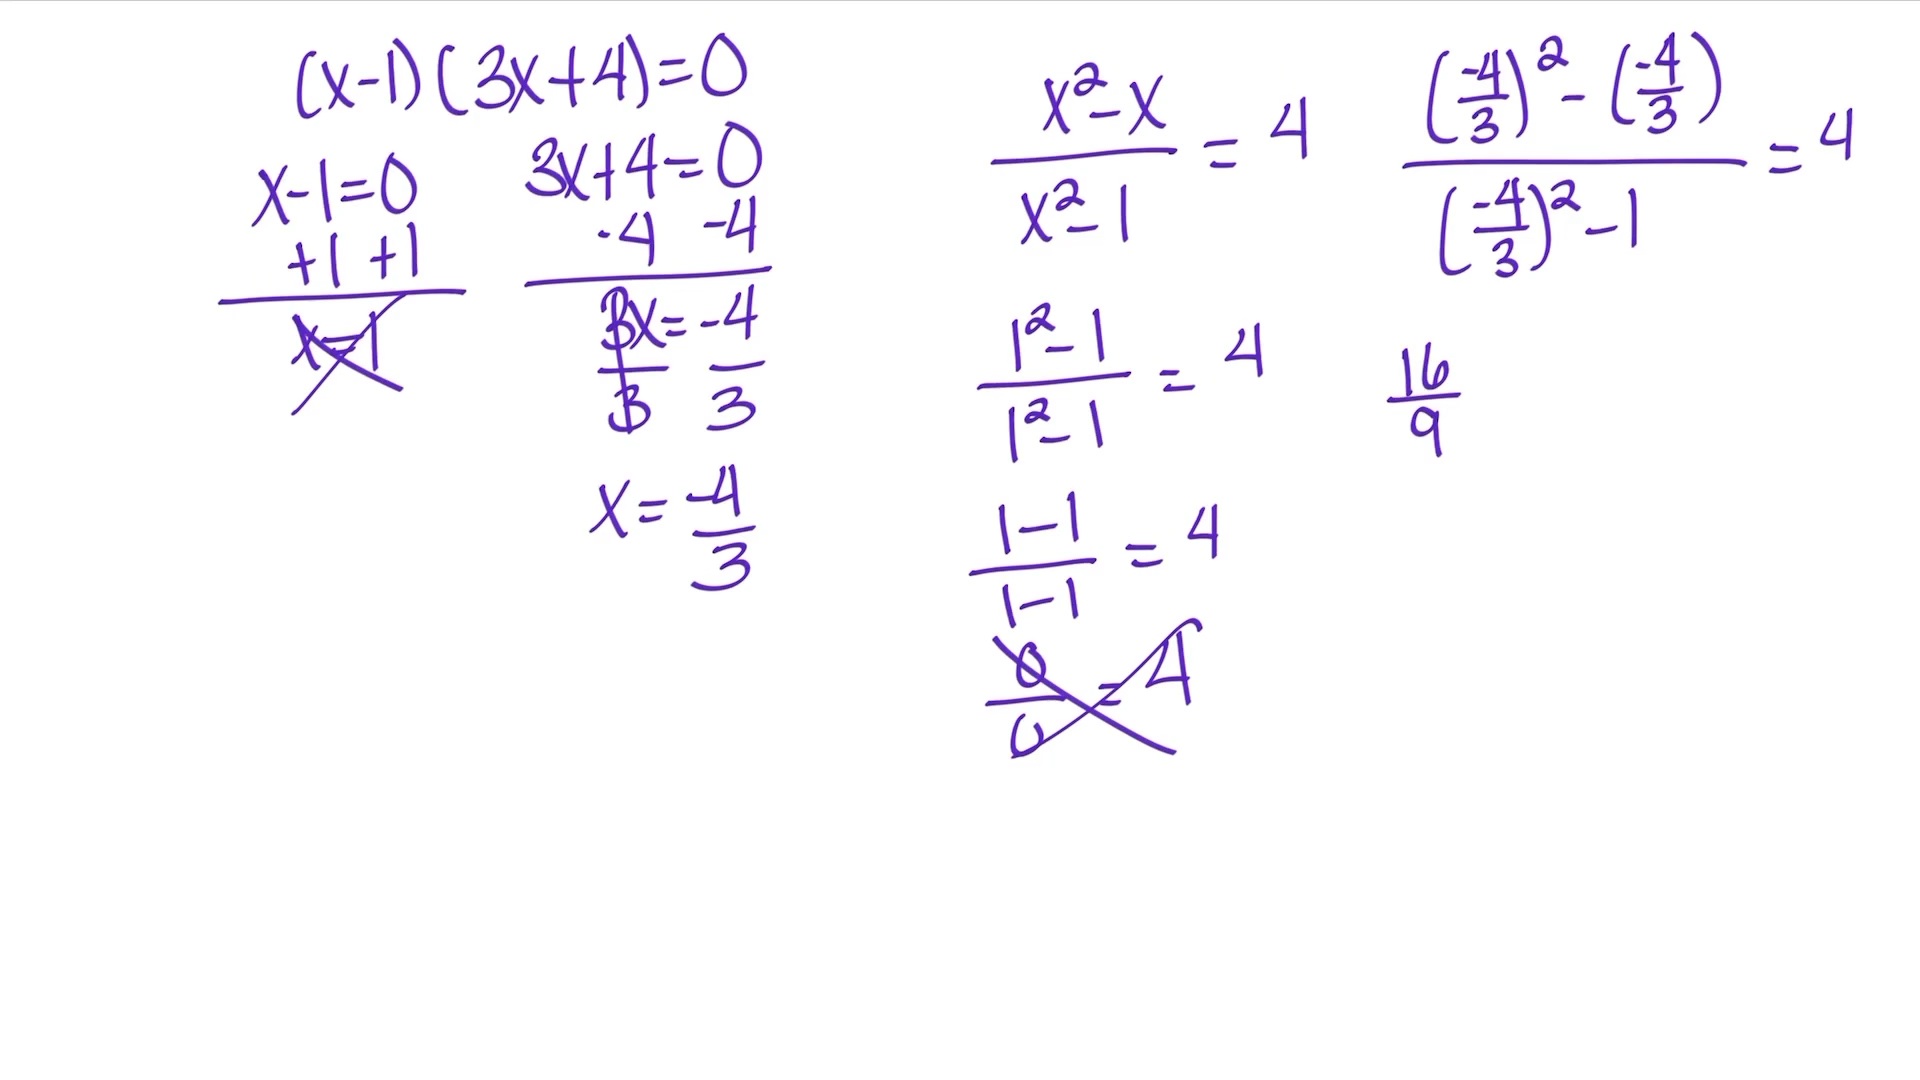 (x-1)(3x+4)=0
x-1=0
+1 +1
x=1
3x+4=0
-4 -4
3x=-4
3 3
x=-4/3
x²-x/x²-1 = 4
1²-1/1²-1 = 4
1-1/1-1 = 4
0/0 = 4
(-4/3)²-(-4/3)/(-4/3)²-1 = 4
16/9